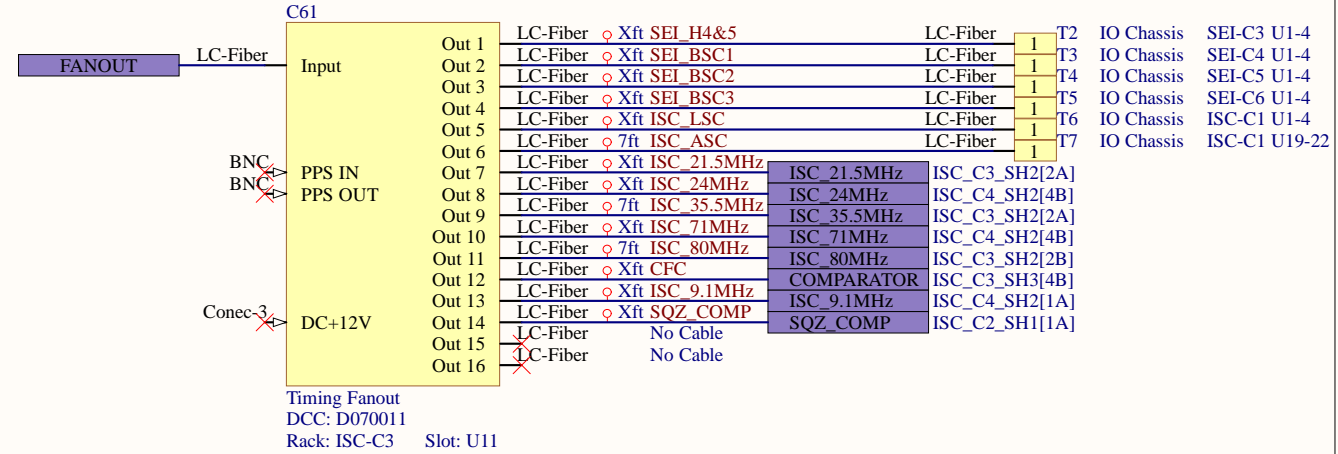 C61
FANOUT LC-Fiber Input
Out 1 LC-Fiber Xft SEI_H4&5 LC-Fiber 1 T2 IO Chassis SEI-C3 U1-4
Out 2 LC-Fiber Xft SEI_BSC1 LC-Fiber 1 T3 IO Chassis SEI-C4 U1-4
Out 3 LC-Fiber Xft SEI_BSC2 LC-Fiber 1 T4 IO Chassis SEI-C5 U1-4
Out 4 LC-Fiber Xft SEI_BSC3 LC-Fiber 1 T5 IO Chassis SEI-C6 U1-4
Out 5 LC-Fiber Xft ISC_LSC LC-Fiber 1 T6 IO Chassis ISC-C1 U1-4
Out 6 LC-Fiber 7ft ISC_ASC LC-Fiber 1 T7 IO Chassis ISC-C1 U19-22
BNC PPS IN Out 7 LC-Fiber Xft ISC_21.5MHz ISC_21.5MHz ISC_C3_SH2[2A]
BNC PPS OUT Out 8 LC-Fiber Xft ISC_24MHz ISC_24MHz ISC_C4_SH2[4B]
Out 9 LC-Fiber 7ft ISC_35.5MHz ISC_35.5MHz ISC_C3_SH2[2A]
Out 10 LC-Fiber Xft ISC_71MHz ISC_71MHz ISC_C4_SH2[4B]
Out 11 LC-Fiber 7ft ISC_80MHz ISC_80MHz ISC_C3_SH2[2B]
Out 12 LC-Fiber Xft CFC COMPARATOR ISC_C3_SH3[4B]
Out 13 LC-Fiber Xft ISC_9.1MHz ISC_9.1MHz ISC_C4_SH2[1A]
Conec-3 DC+12V Out 14 LC-Fiber Xft SQZ_COMP SQZ_COMP ISC_C2_SH1[1A]
Out 15 LC-Fiber No Cable
Out 16 LC-Fiber No Cable
Timing Fanout
DCC: D070011
Rack: ISC-C3 Slot: U11